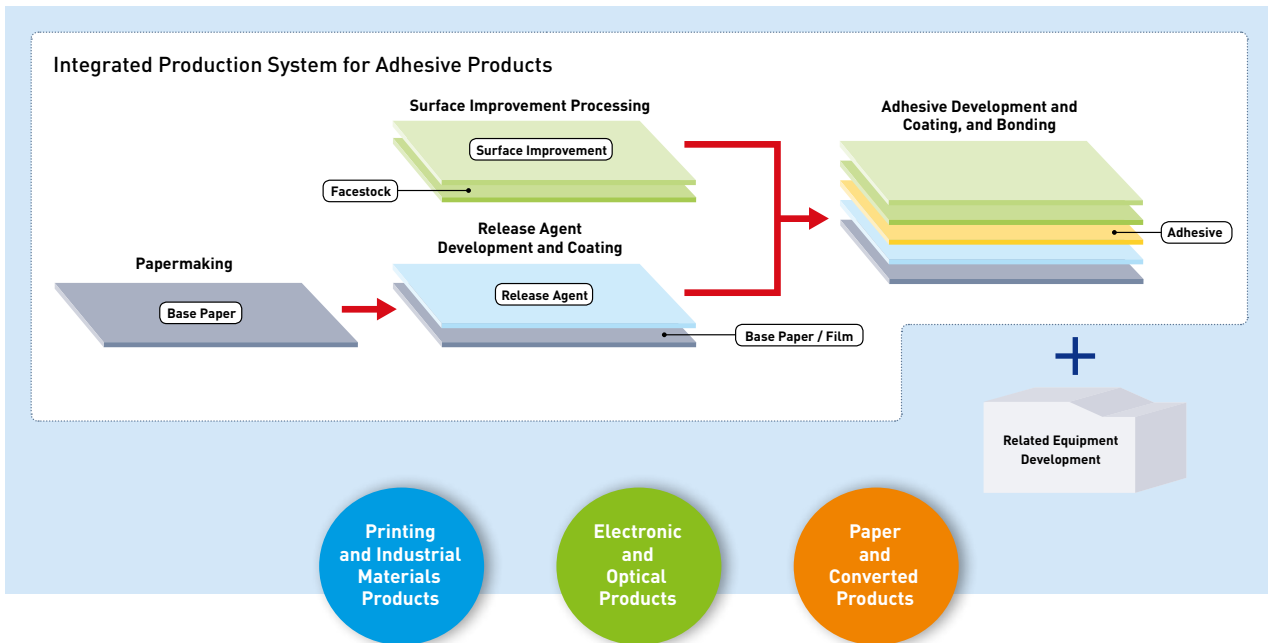 Integrated Production System for Adhesive Products
Surface Improvement Processing
Surface Improvement
Facestock
Papermaking
Base Paper
Release Agent
Development and Coating
Release Agent
Base Paper / Film
Adhesive Development and
Coating, and Bonding
Adhesive
+
Related Equipment
Development
Printing
and Industrial
Materials
Products
Electronic
and
Optical
Products
Paper
and
Converted
Products